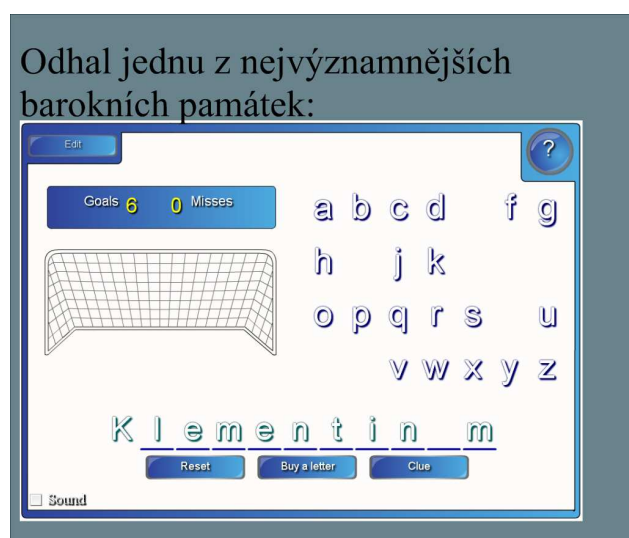 Odhal jednu z nejvýznamnějších
barokních památek:
Edit
?
Goals 6 0 Misses
a b c d f g
h j k
o p q r s u
v w x y z
K l e m e n t i n _ m
Reset Buy a letter Clue
Sound